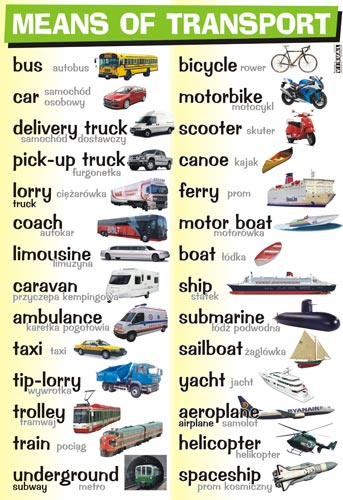 MEANS OF TRANSPORT
bus autobus
car samochód
osobowy
delivery truck
samochód dostawczy
pick-up truck
furgonetka
lorry ciężarówka
truck
coach
autokar
limousine
limuzyna
caravan
przyczepa kempingowa
ambulance
karetka pogotowia
taxi taxi
tip-lorry
wywrotka
trolley
tramwaj
train pociąg
underground
subway metro
bicycle rower
motorbike
motocykl
scooter skuter
canoe kajak
ferry prom
motor boat
motorówka
boat łódka
ship
statek
submarine
łódź podwodna
sailboat
żaglówka
yacht jacht
aeroplane
airplane samolot
RYANAIR
helicopter
helikopter
spaceship
prom kosmiczny